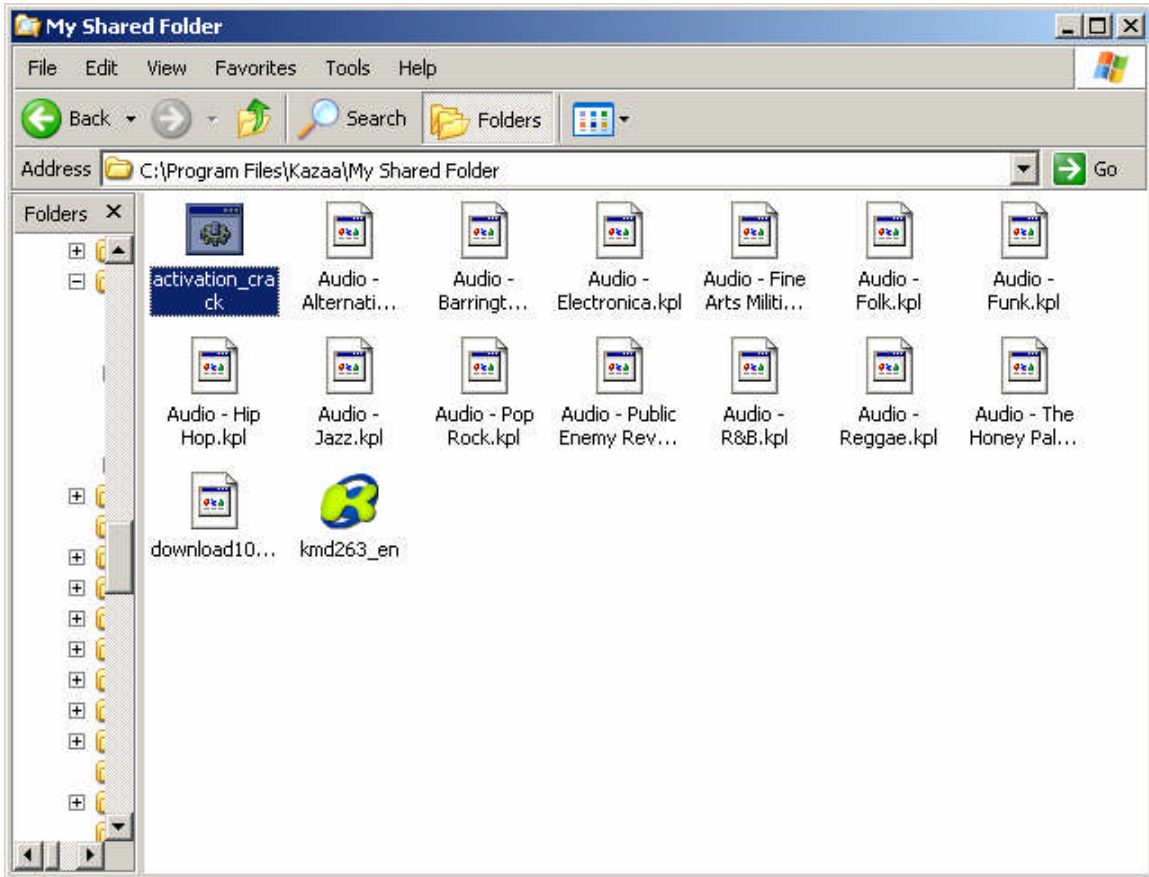 My Shared Folder
File Edit View Favorites Tools Help
Back Search Folders
Address C:\Program Files\Kazaa\My Shared Folder Go
Folders
activation_cra
ck
Audio -
Alternati...
Audio -
Barringt...
Audio -
Electronica.kpl
Audio - Fine
Arts Militi...
Audio -
Folk.kpl
Audio -
Funk.kpl
Audio - Hip
Hop.kpl
Audio -
Jazz.kpl
Audio - Pop
Rock.kpl
Audio - Public
Enemy Rev...
Audio -
R&B.kpl
Audio -
Reggae.kpl
Audio - The
Honey Pal...
download10...
kmd263_en